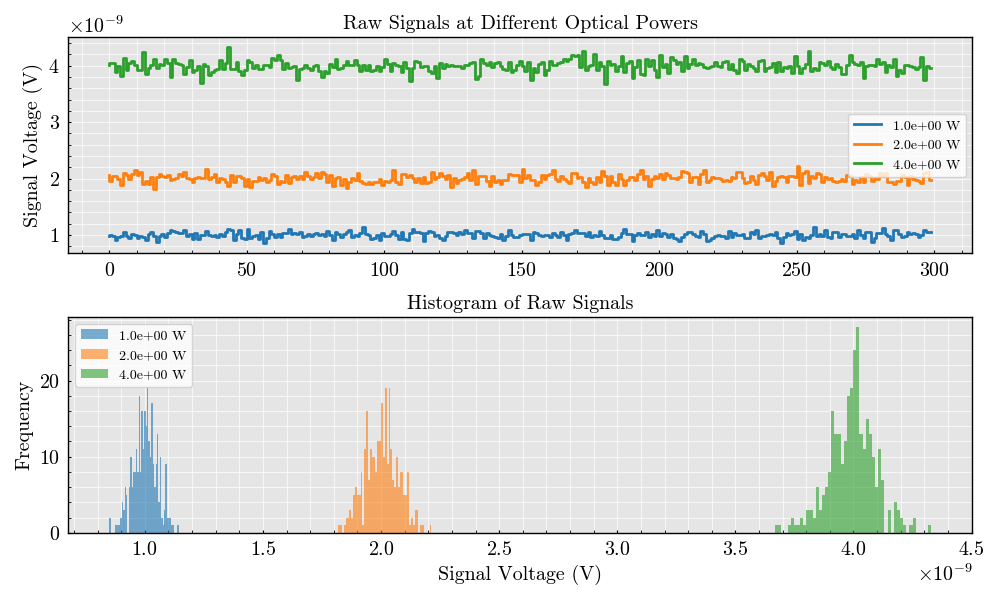 Raw Signals at Different Optical Powers
×10⁻⁹
Signal Voltage (V)
4
3
2
1
1.0e+00 W
2.0e+00 W
4.0e+00 W
0 50 100 150 200 250 300
Histogram of Raw Signals
Frequency
20
10
0
1.0e+00 W
2.0e+00 W
4.0e+00 W
1.0 1.5 2.0 2.5 3.0 3.5 4.0 4.5
Signal Voltage (V)
×10⁻⁹